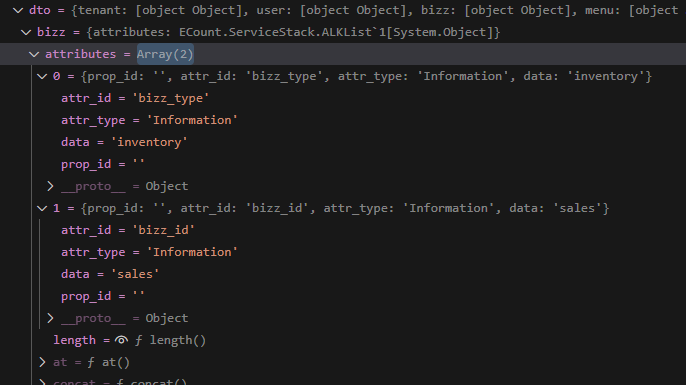 dto = {tenant: [object Object], user: [object Object], bizz: [object Object], menu: [object
bizz = {attributes: ECount.ServiceStack.ALKList`1[System.Object]}
attributes = Array(2)
0 = {prop_id: '', attr_id: 'bizz_type', attr_type: 'Information', data: 'inventory'}
attr_id = 'bizz_type'
attr_type = 'Information'
data = 'inventory'
prop_id = ''
__proto__ = Object
1 = {prop_id: '', attr_id: 'bizz_id', attr_type: 'Information', data: 'sales'}
attr_id = 'bizz_id'
attr_type = 'Information'
data = 'sales'
prop_id = ''
__proto__ = Object
length = ƒ length()
at = ƒ at()
concat = ƒ concat()